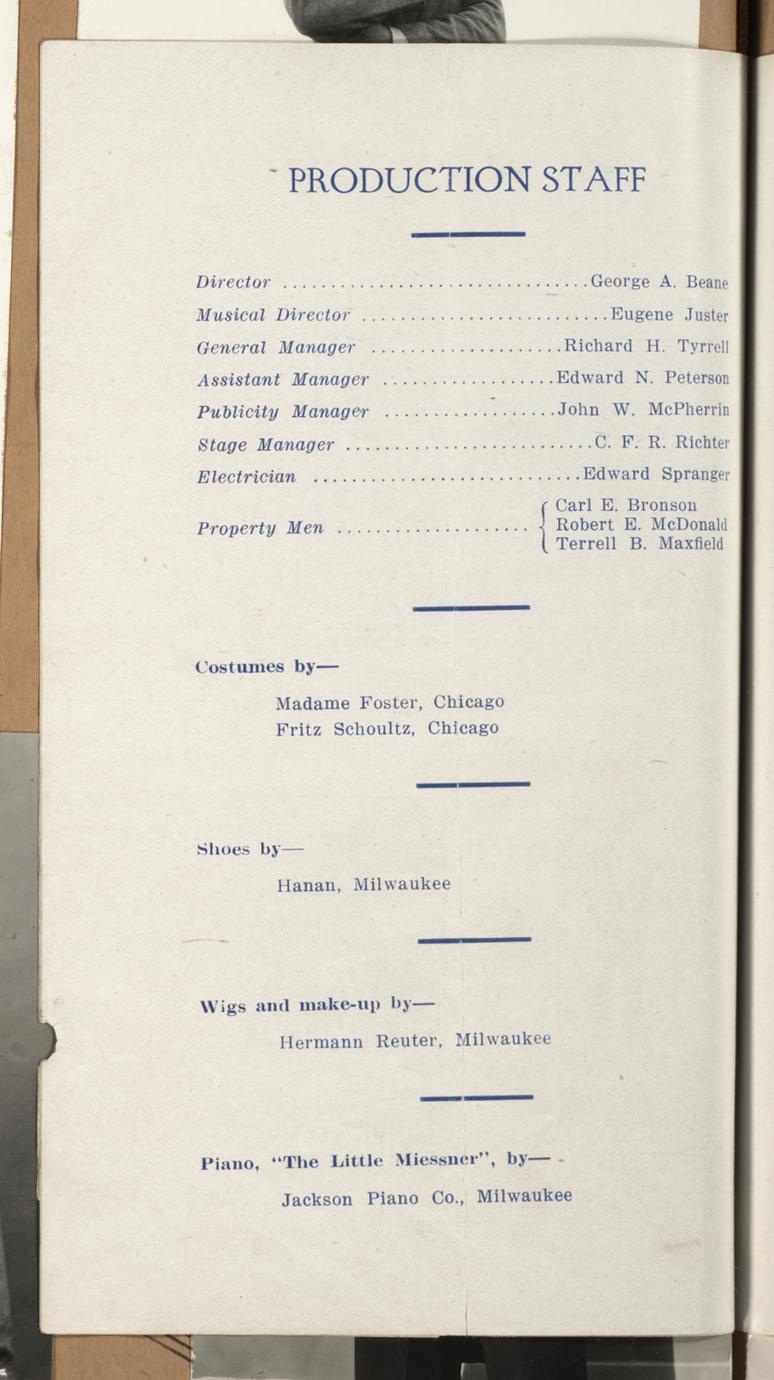 PRODUCTION STAFF
Director ................................George A. Beane
Musical Director ..........................Eugene Juster
General Manager ....................Richard H. Tyrrell
Assistant Manager ..................Edward N. Peterson
Publicity Manager ..................John W. McPherrin
Stage Manager ..........................C. F. R. Richter
Electrician ............................Edward Spranger
Carl E. Bronson
Property Men .................... Robert E. McDonald
Terrell B. Maxfield
Costumes by—
Madame Foster, Chicago
Fritz Schoultz, Chicago
Shoes by—
Hanan, Milwaukee
Wigs and make-up by—
Hermann Reuter, Milwaukee
Piano, “The Little Miessner”, by—
Jackson Piano Co., Milwaukee